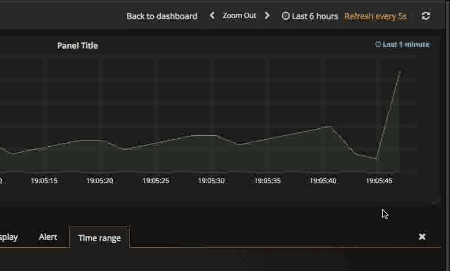 Back to dashboard Zoom Out Last 6 hours Refresh every 5s
Panel Title Last 1 minute
19:05:15 19:05:20 19:05:25 19:05:30 19:05:35 19:05:40 19:05:45
splay Alert Time range